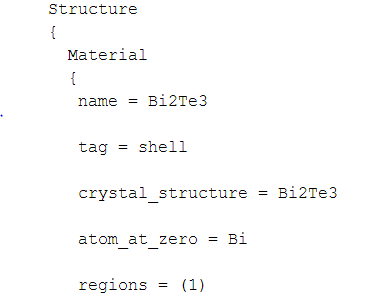 Structure
{
Material
{
name = Bi2Te3
tag = shell
crystal_structure = Bi2Te3
atom_at_zero = Bi
regions = (1)